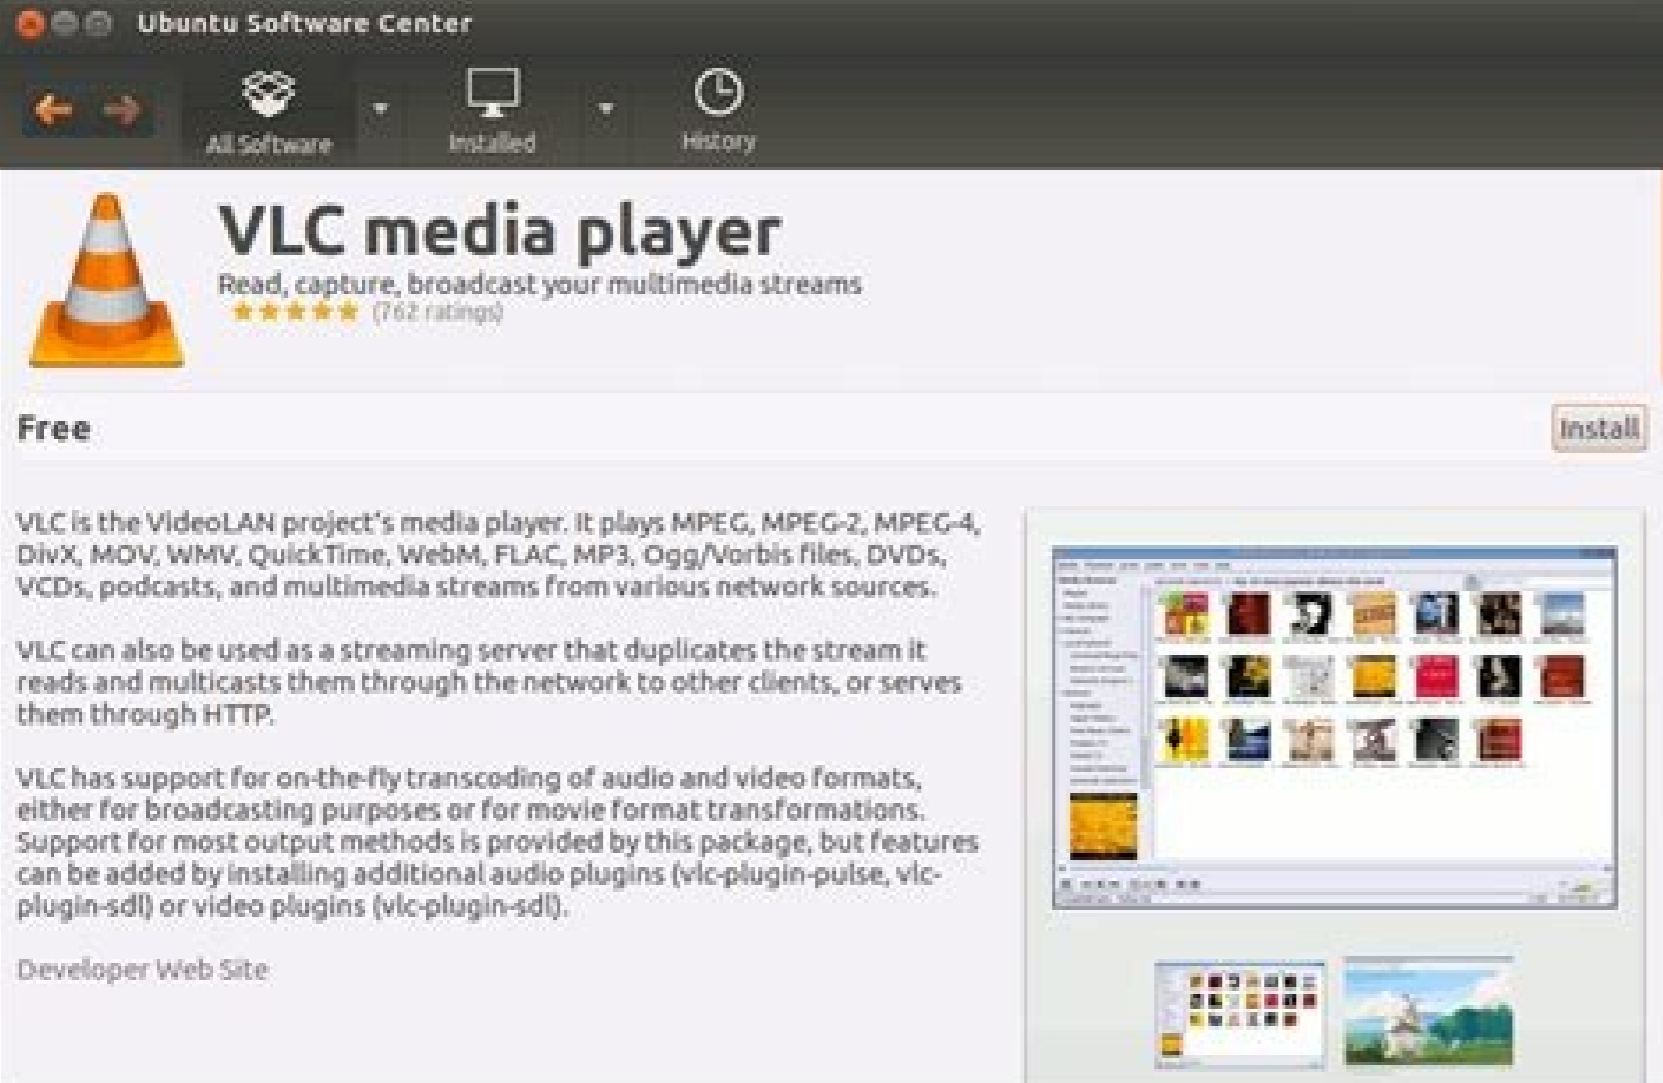 Ubuntu Software Center
All Software
Installed
History
VLC media player
Read, capture, broadcast your multimedia streams
(762 ratings)
Free
Install
VLC is the VideoLAN project's media player. It plays MPEG, MPEG-2, MPEG-4,
DivX, MOV, WMV, QuickTime, WebM, FLAC, MP3, Ogg/Vorbis files, DVDs,
VCDs, podcasts, and multimedia streams from various network sources.
VLC can also be used as a streaming server that duplicates the stream it
reads and multicasts them through the network to other clients, or serves
them through HTTP.
VLC has support for on-the-fly transcoding of audio and video formats,
either for broadcasting purposes or for movie format transformations.
Support for most output methods is provided by this package, but features
can be added by installing additional audio plugins (vlc-plugin-pulse, vlc-
plugin-sdl) or video plugins (vlc-plugin-sdl).
Developer Web Site